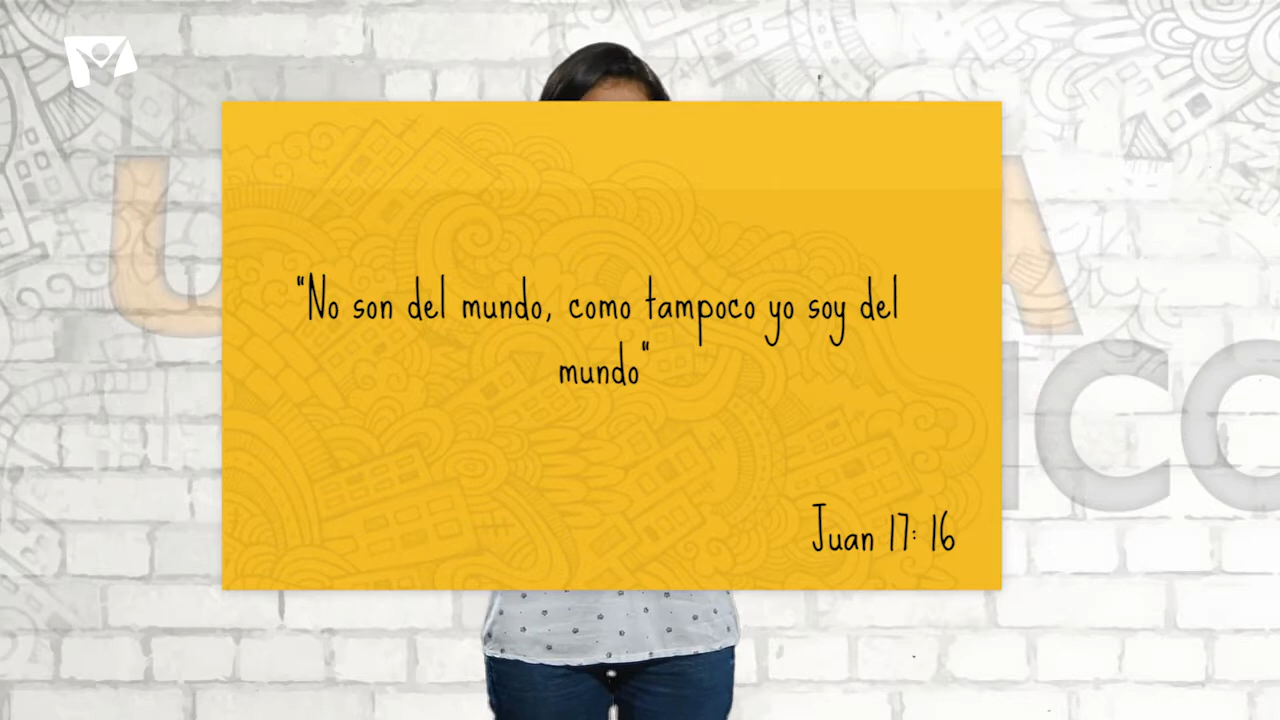 “No son del mundo, como tampoco yo soy del
mundo“
Juan 17: 16